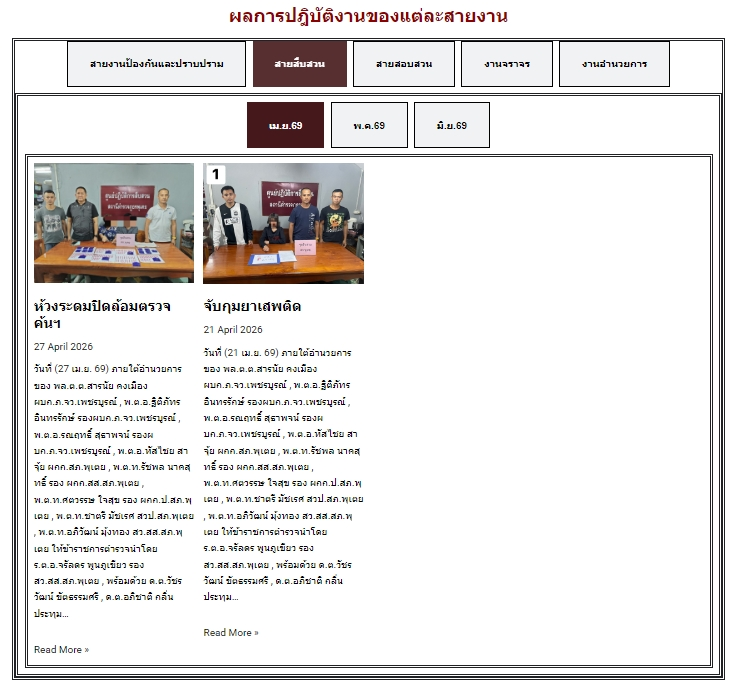 ผลการปฎิบัติงานของแต่ละสายงาน
สายงานป้องกันและปราบปราม
สายสืบสวน
สายสอบสวน
งานจราจร
งานอำนวยการ
เม.ย.69
พ.ค.69
มิ.ย.69
1
ห้วงระดมปิดล้อมตรวจ
ค้นฯ
27 April 2026
วันที่ (27 เม.ย. 69) ภายใต้อำนวยการ
ของ พล.ต.ต.สารนัย คงเมือง
ผบก.ภ.จว.เพชรบูรณ์ , พ.ต.อ.ฐิติภัทร
อินทรรักษ์ รองผบก.ภ.จว.เพชรบูรณ์ ,
พ.ต.อ.รณฤทธิ์ สุธาพจน์ รองผ
บก.ภ.จว.เพชรบูรณ์ , พ.ต.อ.หัสไชย สา
จุ้ย ผกก.สภ.พุเตย , พ.ต.ท.รัชพล นาคสุ
ทธิ์ รอง ผกก.สส.สภ.พุเตย ,
พ.ต.ท.ศตวรรษ ใจสุข รอง ผกก.ป.สภ.พุ
เตย , พ.ต.ท.ชาตรี มัชเรศ สวป.สภ.พุเตย
, พ.ต.ท.อภิวัฒน์ มุ้งทอง สว.สส.สภ.พุ
เตย ให้ข้าราชการตำรวจนำโดย
ร.ต.อ.จรัลดร พูนภูเขียว รอง
สว.สส.สภ.พุเตย , พร้อมด้วย ด.ต.วัชร
วัฒน์ ขัตธรรมศรี , ด.ต.อภิชาติ คลิ่น
ประทุม...
Read More »
จับกุมยาเสพติด
21 April 2026
วันที่ (21 เม.ย. 69) ภายใต้อำนวยการ
ของ พล.ต.ต.สารนัย คงเมือง
ผบก.ภ.จว.เพชรบูรณ์ , พ.ต.อ.ฐิติภัทร
อินทรรักษ์ รองผบก.ภ.จว.เพชรบูรณ์ ,
พ.ต.อ.รณฤทธิ์ สุธาพจน์ รองผ
บก.ภ.จว.เพชรบูรณ์ , พ.ต.อ.หัสไชย สา
จุ้ย ผกก.สภ.พุเตย , พ.ต.ท.รัชพล นาคสุ
ทธิ์ รอง ผกก.สส.สภ.พุเตย ,
พ.ต.ท.ศตวรรษ ใจสุข รอง ผกก.ป.สภ.พุ
เตย , พ.ต.ท.ชาตรี มัชเรศ สวป.สภ.พุเตย
, พ.ต.ท.อภิวัฒน์ มุ้งทอง สว.สส.สภ.พุ
เตย ให้ข้าราชการตำรวจนำโดย
ร.ต.อ.จรัลดร พูนภูเขียว รอง
สว.สส.สภ.พุเตย , พร้อมด้วย ด.ต.วัชร
วัฒน์ ขัตธรรมศรี , ด.ต.อภิชาติ คลิ่น
ประทุม...
Read More »